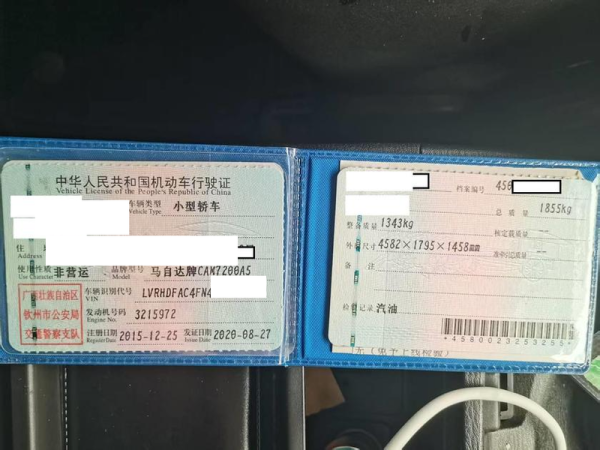 中华人民共和国机动车行驶证
Vehicle License of the People's Republic of China
车辆类型 小型轿车
Vehicle Type
住
Address
使用性质 非营运 品牌型号 马自达牌CAK7200A5
Use Character Model
车辆识别代号 LVRHDFAC4FN4
VIN
发动机号码 3215972
Engine No.
注册日期 2015-12-25 发证日期 2020-08-27
Register Date Issue Date
广西壮族自治区
钦州市公安局
交通警察支队
档案编号 450
总质量 1855kg
整备质量 1343kg 核定载质量 --
外廓尺寸 4582×1795×1458mm 准牵引总质量 --
备注
检验记录 汽油
*4580023253255*